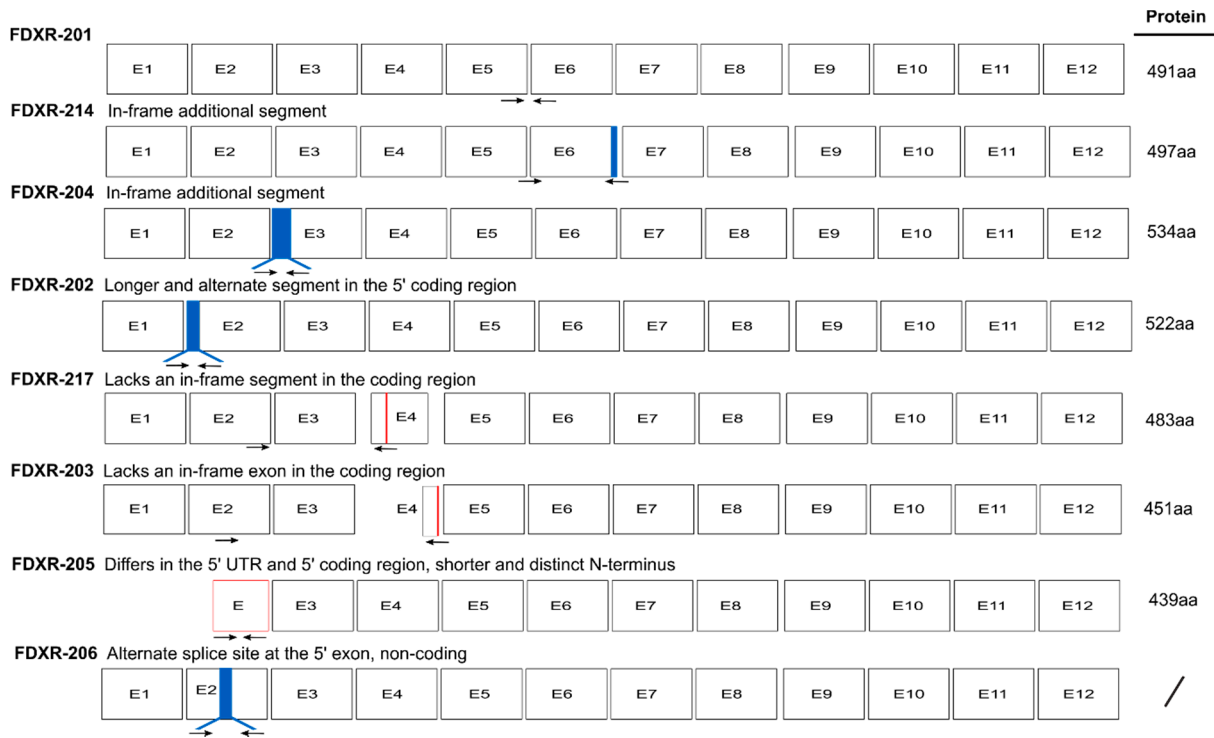 Protein
FDXR-201
E1 E2 E3 E4 E5 E6 E7 E8 E9 E10 E11 E12 491aa
FDXR-214 In-frame additional segment
E1 E2 E3 E4 E5 E6 E7 E8 E9 E10 E11 E12 497aa
FDXR-204 In-frame additional segment
E1 E2 E3 E4 E5 E6 E7 E8 E9 E10 E11 E12 534aa
FDXR-202 Longer and alternate segment in the 5' coding region
E1 E2 E3 E4 E5 E6 E7 E8 E9 E10 E11 E12 522aa
FDXR-217 Lacks an in-frame segment in the coding region
E1 E2 E3 E4 E5 E6 E7 E8 E9 E10 E11 E12 483aa
FDXR-203 Lacks an in-frame exon in the coding region
E1 E2 E3 E4 E5 E6 E7 E8 E9 E10 E11 E12 451aa
FDXR-205 Differs in the 5' UTR and 5' coding region, shorter and distinct N-terminus
E E3 E4 E5 E6 E7 E8 E9 E10 E11 E12 439aa
FDXR-206 Alternate splice site at the 5' exon, non-coding
E1 E2 E3 E4 E5 E6 E7 E8 E9 E10 E11 E12 /